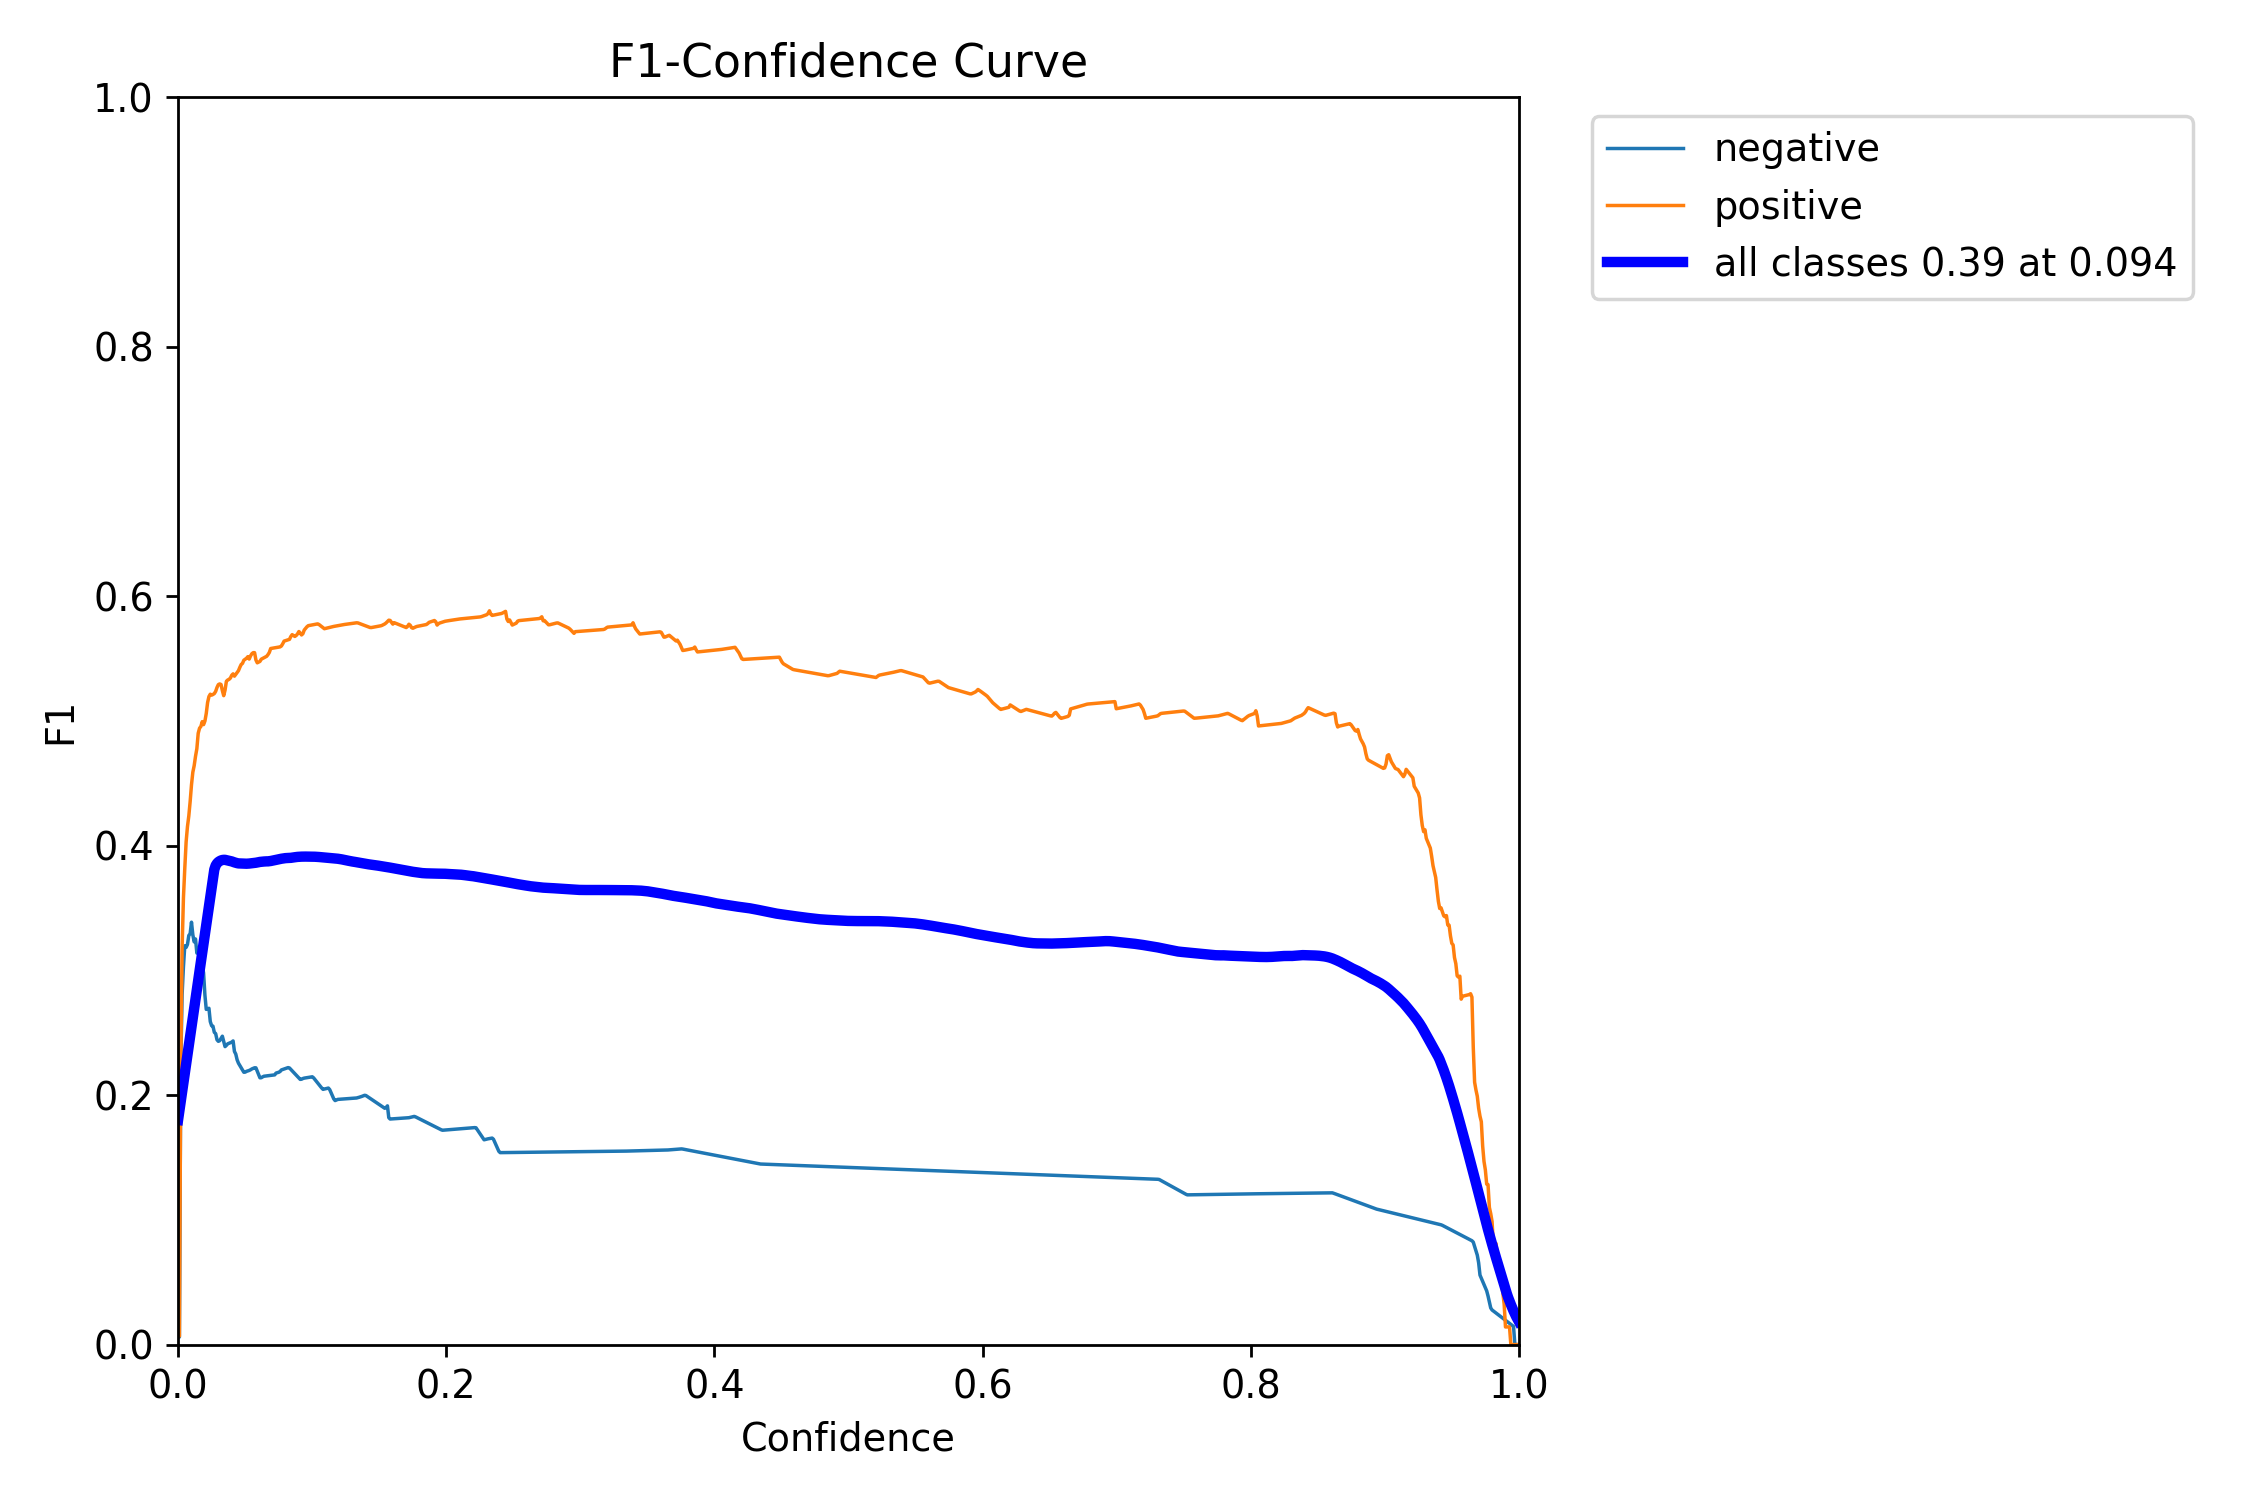 F1-Confidence Curve
1.0
0.8
0.6
0.4
0.2
0.0
F1
0.0 0.2 0.4 0.6 0.8 1.0
Confidence
negative
positive
all classes 0.39 at 0.094